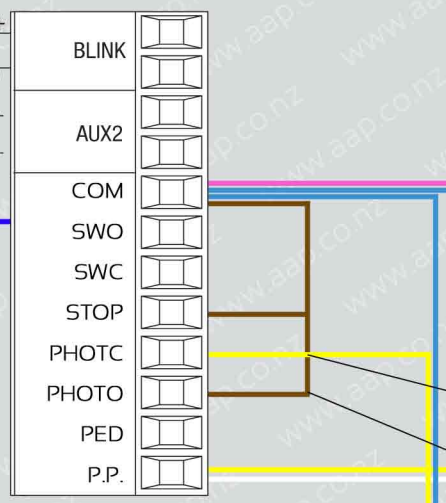 BLINK
AUX2
COM
SWO
SWC
STOP
PHOTC
PHOTO
PED
P.P.
www.aap.co.nz